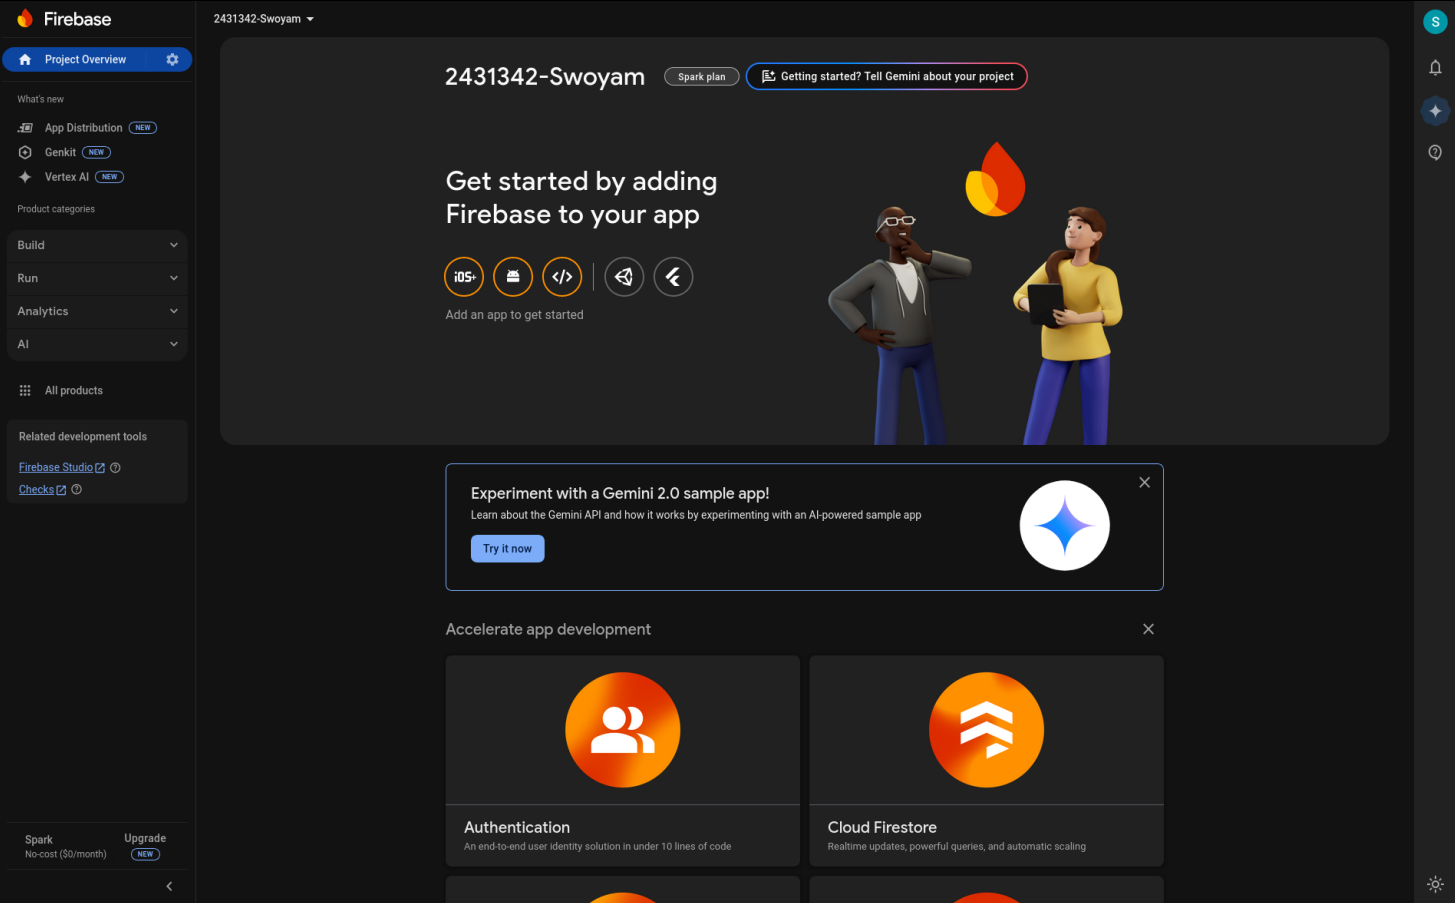 Firebase
2431342-Swoyam
Project Overview
What's new
App Distribution NEW
Genkit NEW
Vertex AI NEW
Product categories
Build
Run
Analytics
AI
All products
Related development tools
Firebase Studio
Checks
Spark
No-cost ($0/month)
Upgrade
NEW
2431342-Swoyam
Spark plan
Getting started? Tell Gemini about your project
Get started by adding
Firebase to your app
iOS+
Add an app to get started
Experiment with a Gemini 2.0 sample app!
Learn about the Gemini API and how it works by experimenting with an AI-powered sample app
Try it now
Accelerate app development
Authentication
An end-to-end user identity solution in under 10 lines of code
Cloud Firestore
Realtime updates, powerful queries, and automatic scaling
S